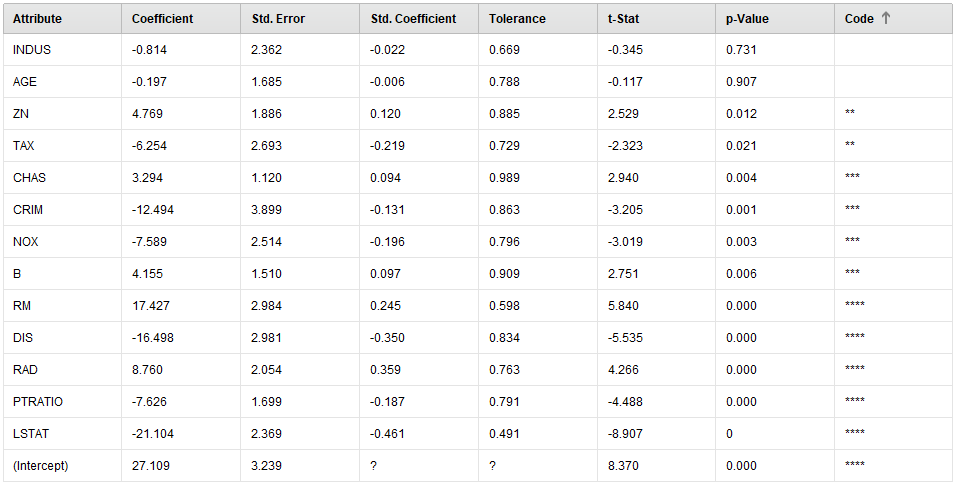 Attribute Coefficient Std. Error Std. Coefficient Tolerance t-Stat p-Value Code ↑
INDUS -0.814 2.362 -0.022 0.669 -0.345 0.731
AGE -0.197 1.685 -0.006 0.788 -0.117 0.907
ZN 4.769 1.886 0.120 0.885 2.529 0.012 **
TAX -6.254 2.693 -0.219 0.729 -2.323 0.021 **
CHAS 3.294 1.120 0.094 0.989 2.940 0.004 ***
CRIM -12.494 3.899 -0.131 0.863 -3.205 0.001 ***
NOX -7.589 2.514 -0.196 0.796 -3.019 0.003 ***
B 4.155 1.510 0.097 0.909 2.751 0.006 ***
RM 17.427 2.984 0.245 0.598 5.840 0.000 ****
DIS -16.498 2.981 -0.350 0.834 -5.535 0.000 ****
RAD 8.760 2.054 0.359 0.763 4.266 0.000 ****
PTRATIO -7.626 1.699 -0.187 0.791 -4.488 0.000 ****
LSTAT -21.104 2.369 -0.461 0.491 -8.907 0 ****
(Intercept) 27.109 3.239 ? ? 8.370 0.000 ****